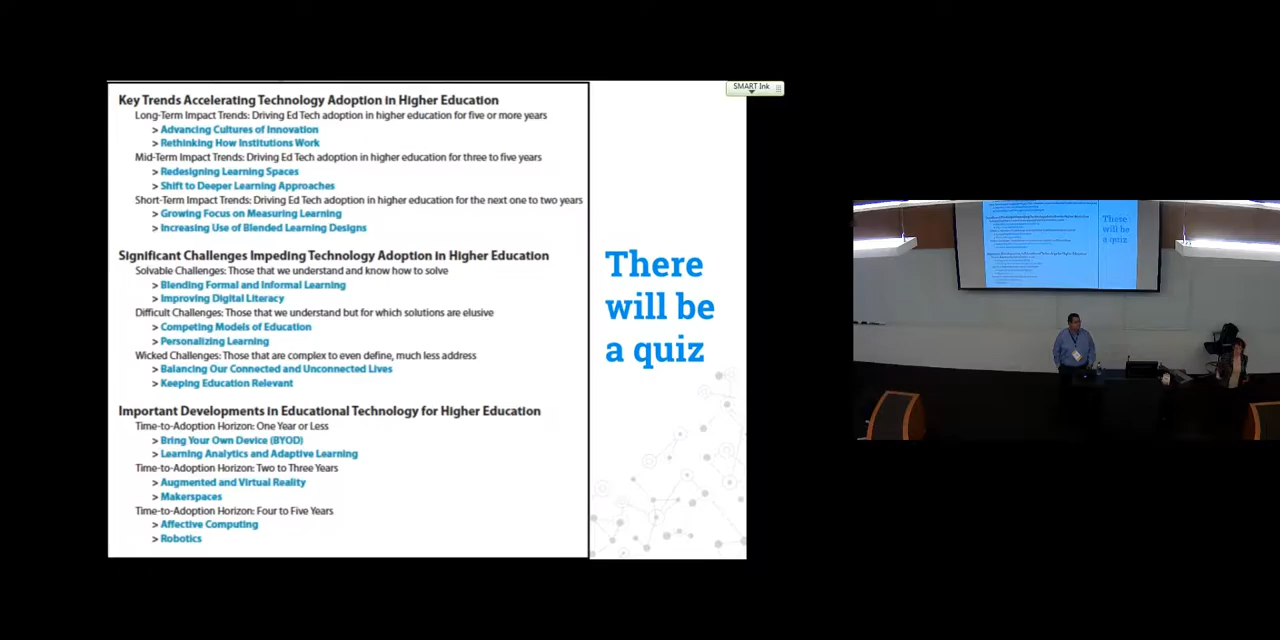 Key Trends Accelerating Technology Adoption in Higher Education
Long-Term Impact Trends: Driving Ed Tech adoption in higher education for five or more years
> Advancing Cultures of Innovation
> Rethinking How Institutions Work
Mid-Term Impact Trends: Driving Ed Tech adoption in higher education for three to five years
> Redesigning Learning Spaces
> Shift to Deeper Learning Approaches
Short-Term Impact Trends: Driving Ed Tech adoption in higher education for the next one to two years
> Growing Focus on Measuring Learning
> Increasing Use of Blended Learning Designs
Significant Challenges Impeding Technology Adoption in Higher Education
Solvable Challenges: Those that we understand and know how to solve
> Blending Formal and Informal Learning
> Improving Digital Literacy
Difficult Challenges: Those that we understand but for which solutions are elusive
> Competing Models of Education
> Personalizing Learning
Wicked Challenges: Those that are complex to even define, much less address
> Balancing Our Connected and Unconnected Lives
> Keeping Education Relevant
Important Developments in Educational Technology for Higher Education
Time-to-Adoption Horizon: One Year or Less
> Bring Your Own Device (BYOD)
> Learning Analytics and Adaptive Learning
Time-to-Adoption Horizon: Two to Three Years
> Augmented and Virtual Reality
> Makerspaces
Time-to-Adoption Horizon: Four to Five Years
> Affective Computing
> Robotics
SMART Ink
There
will be
a quiz
There
will be
a quiz